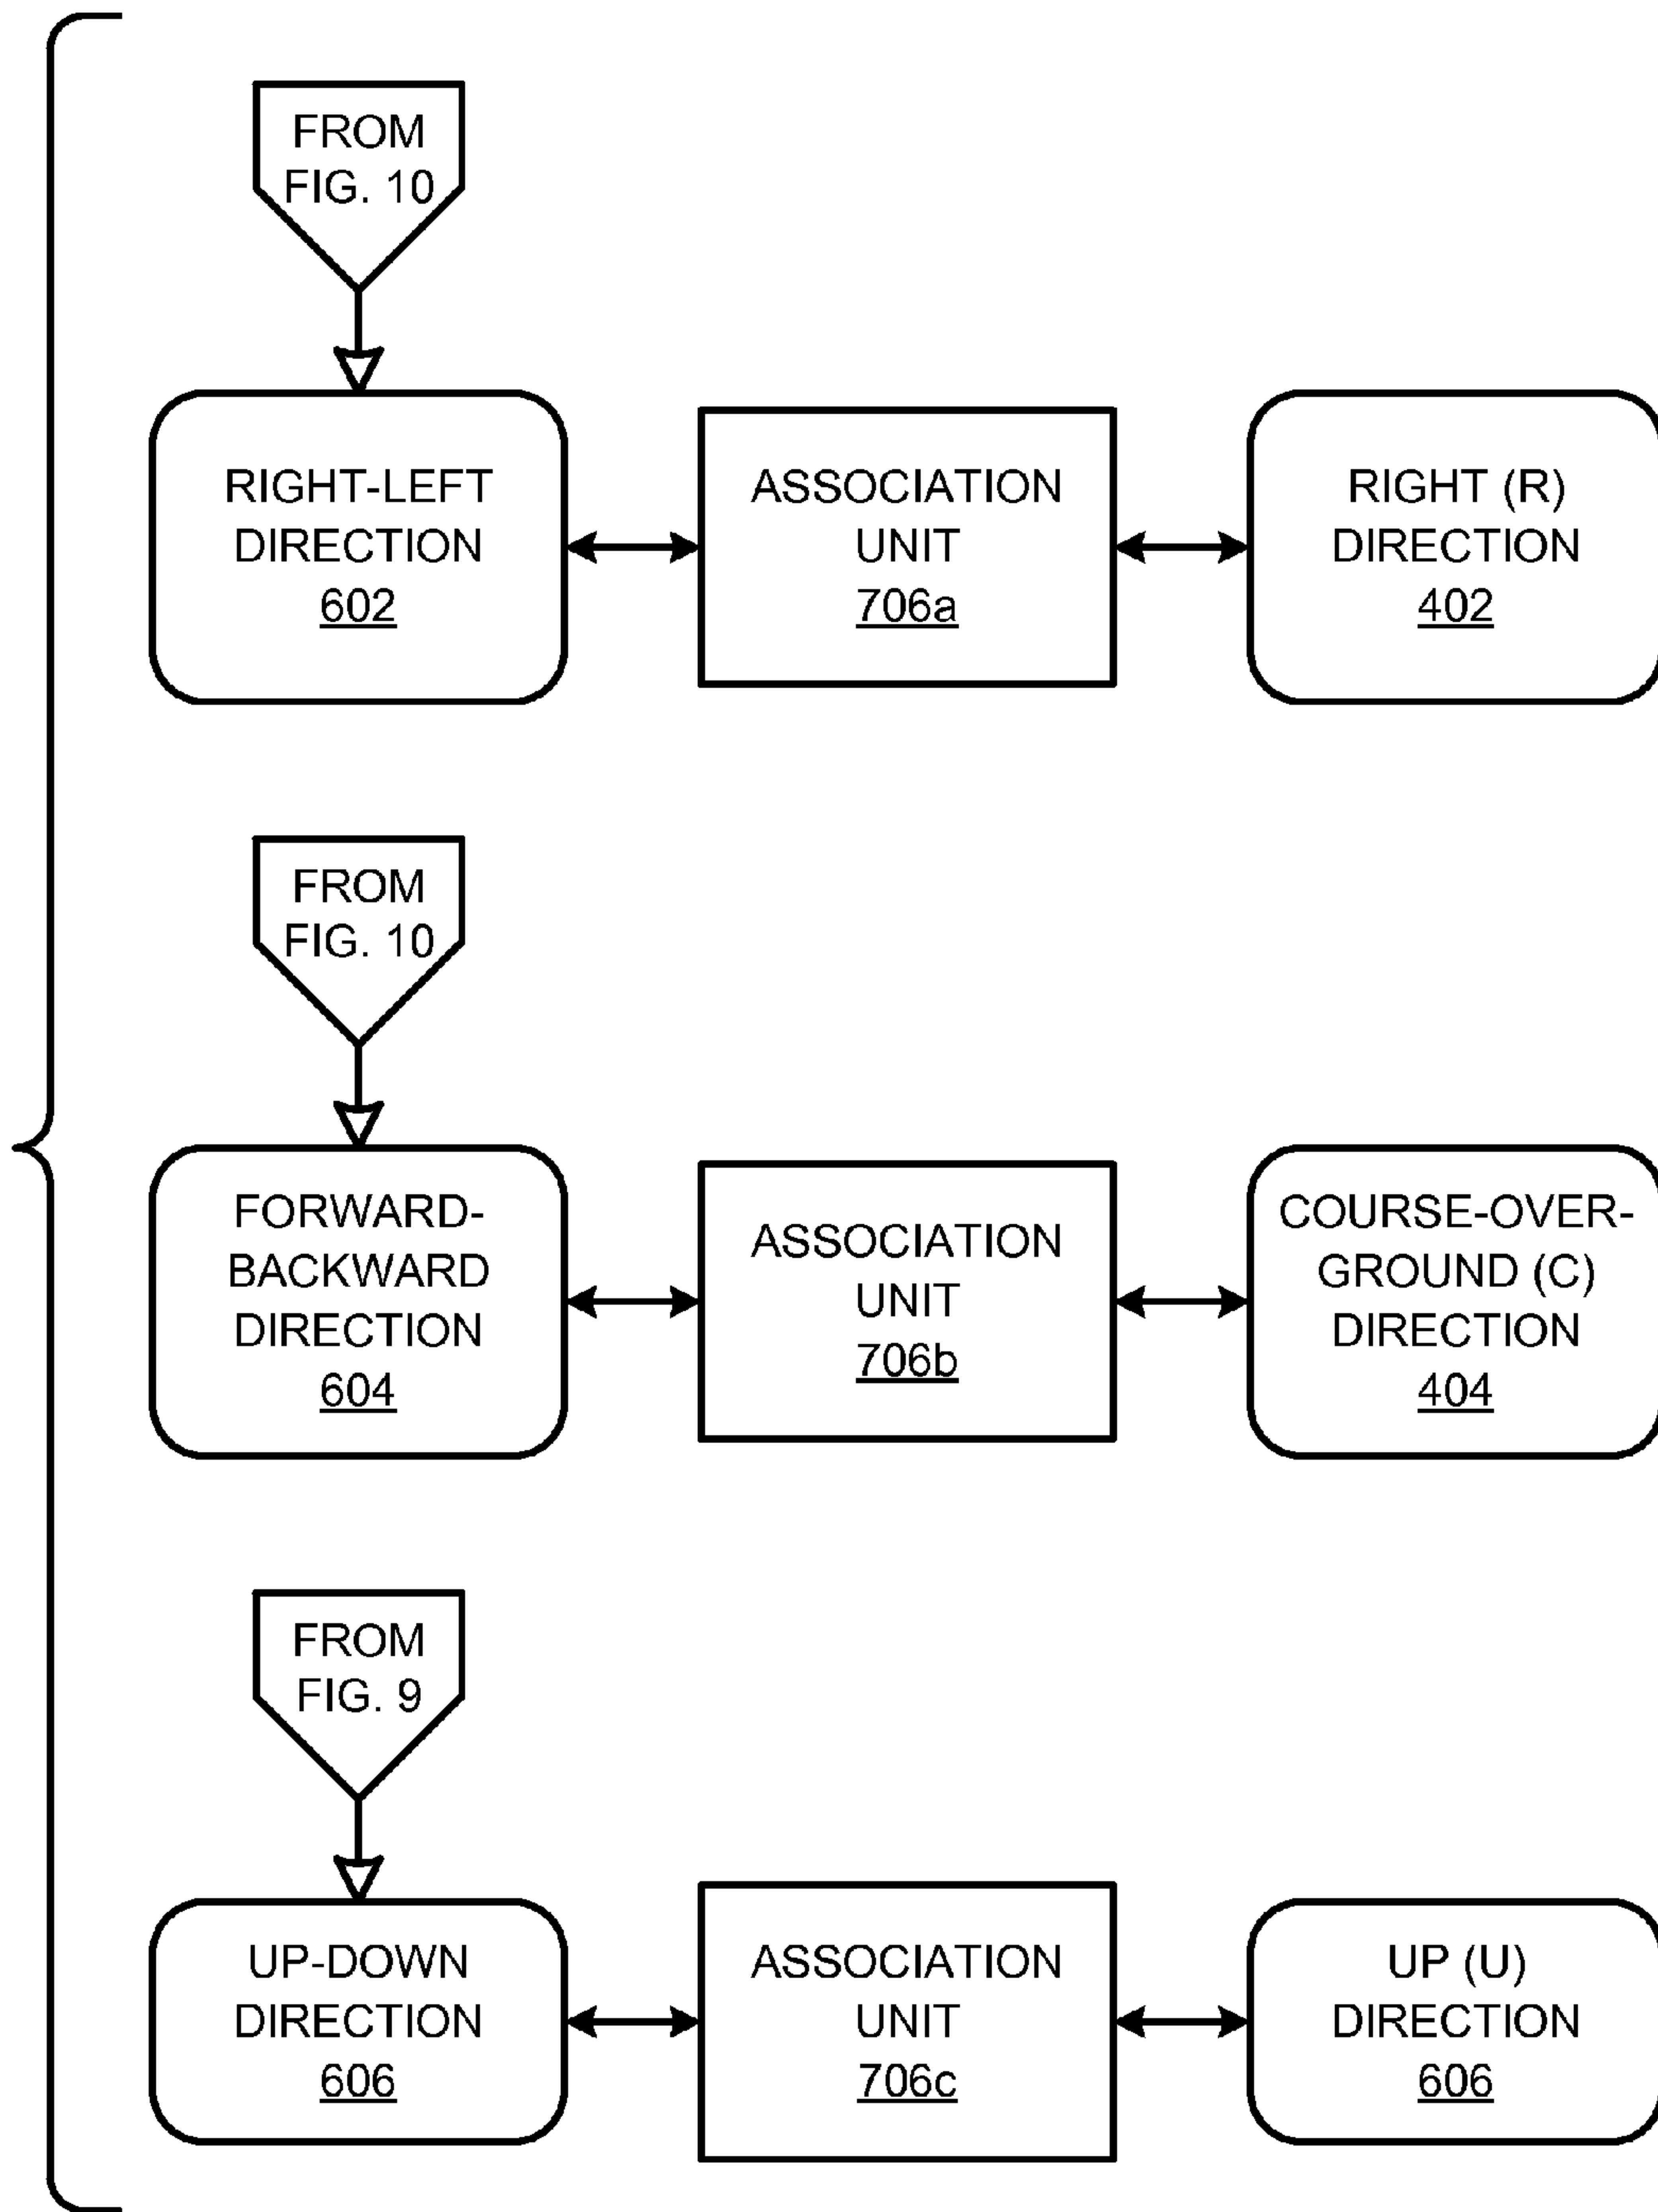 FROM
FIG. 10
RIGHT-LEFT
DIRECTION
602
ASSOCIATION
UNIT
706a
RIGHT (R)
DIRECTION
402
FROM
FIG. 10
FORWARD-
BACKWARD
DIRECTION
604
ASSOCIATION
UNIT
706b
COURSE-OVER-
GROUND (C)
DIRECTION
404
FROM
FIG. 9
UP-DOWN
DIRECTION
606
ASSOCIATION
UNIT
706c
UP (U)
DIRECTION
606